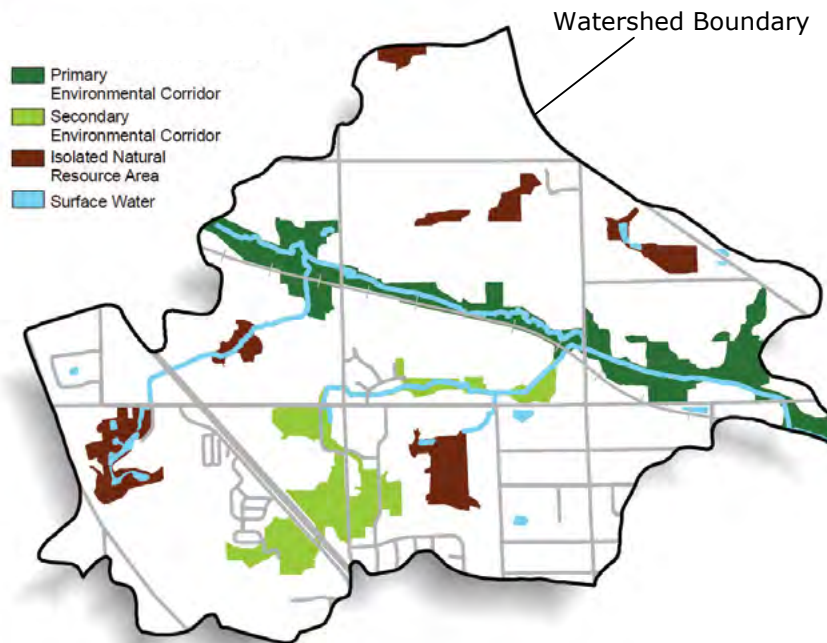 Watershed Boundary
Primary
Environmental Corridor
Secondary
Environmental Corridor
Isolated Natural
Resource Area
Surface Water